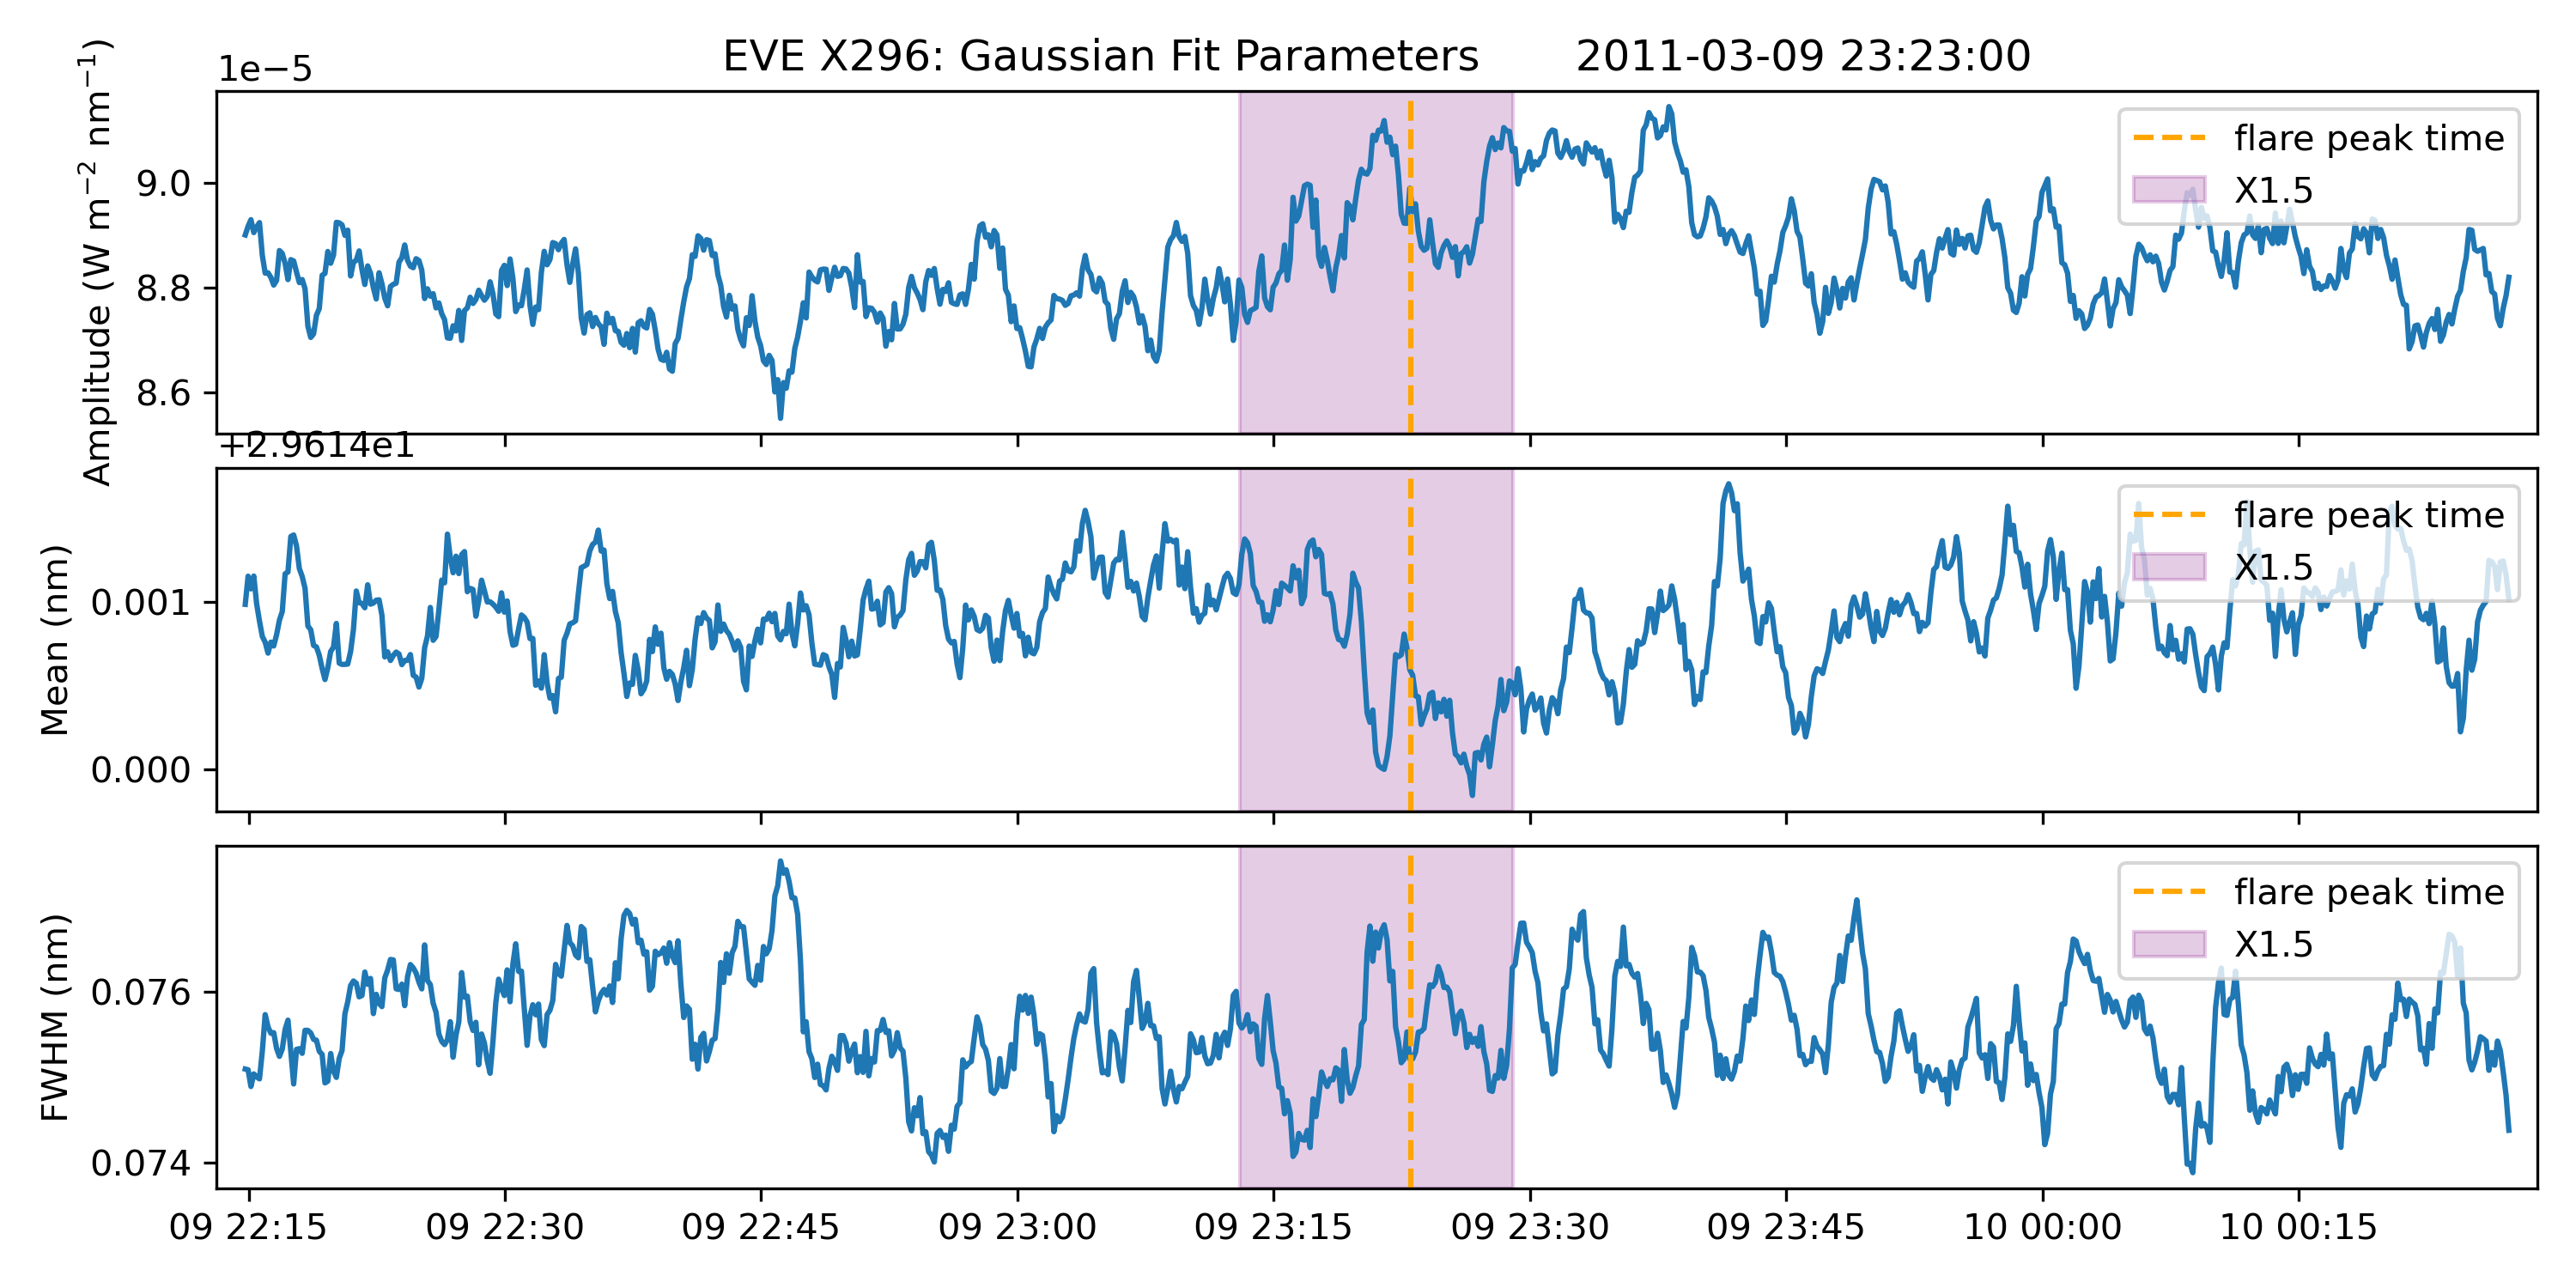 EVE X296: Gaussian Fit Parameters 2011-03-09 23:23:00
1e−5
Amplitude (W m⁻² nm⁻¹)
9.0
8.8
8.6
flare peak time
X1.5
+2.9614e1
Mean (nm)
0.001
0.000
flare peak time
X1.5
FWHM (nm)
0.076
0.074
flare peak time
X1.5
09 22:15 09 22:30 09 22:45 09 23:00 09 23:15 09 23:30 09 23:45 10 00:00 10 00:15